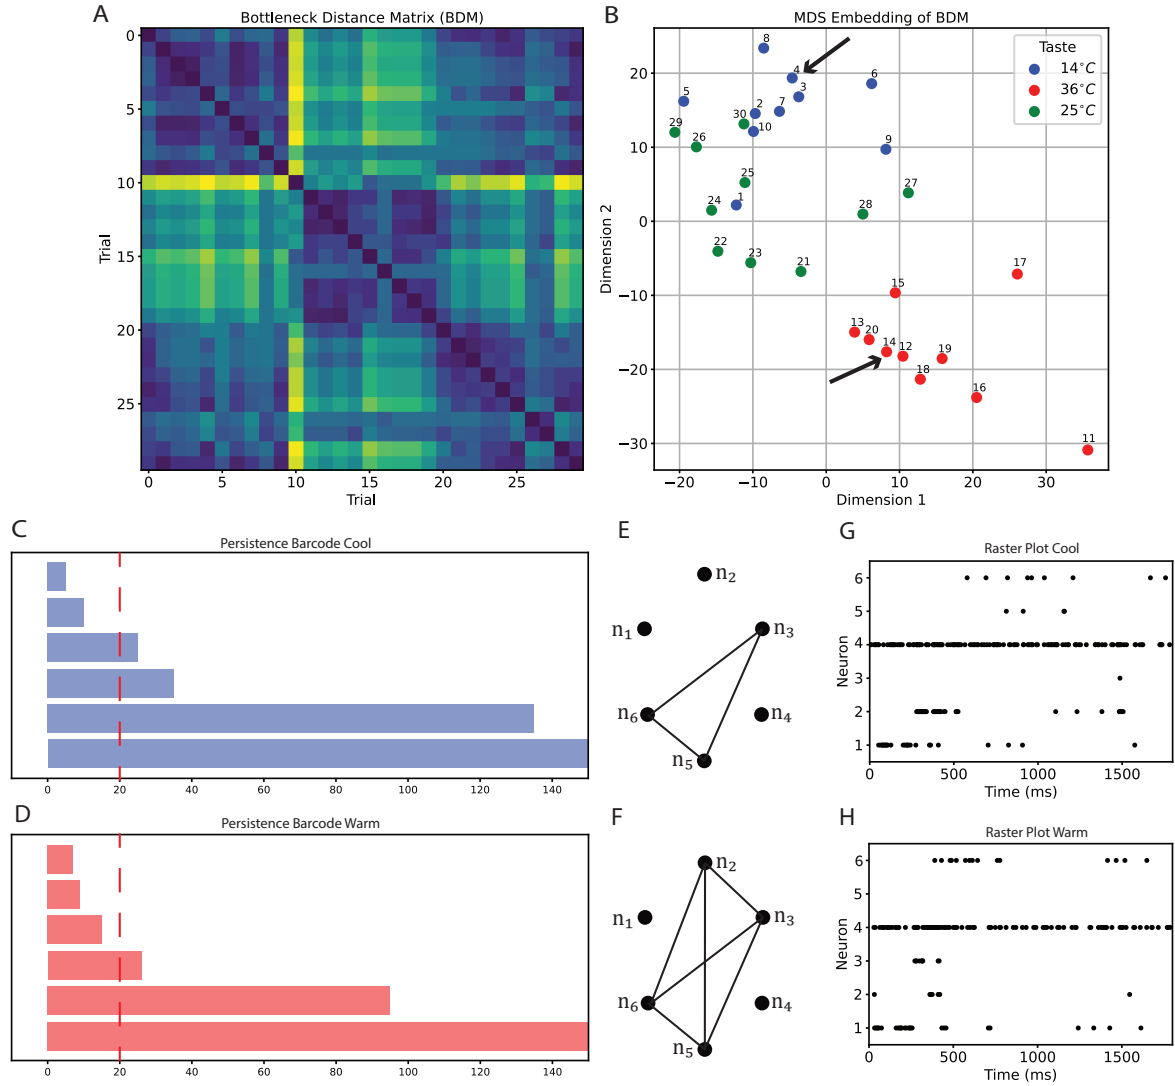 A
Bottleneck Distance Matrix (BDM)
0
5
10
15
20
25
Trial
0 5 10 15 20 25
Trial
B
MDS Embedding of BDM
Taste
14°C
36°C
25°C
20
10
0
−10
−20
−30
Dimension 2
−20 −10 0 10 20 30
Dimension 1
8
4
6
5
3
2
7
30
10
29
26
9
25
27
24
1
28
22
23
21
17
15
13
20
14
12
19
18
16
11
C
Persistence Barcode Cool
0 20 40 60 80 100 120 140
D
Persistence Barcode Warm
0 20 40 60 80 100 120 140
E
n₂
n₁
n₃
n₆
n₄
n₅
F
n₂
n₁
n₃
n₆
n₄
n₅
G
Raster Plot Cool
6
5
4
3
2
1
Neuron
0 500 1000 1500
Time (ms)
H
Raster Plot Warm
6
5
4
3
2
1
Neuron
0 500 1000 1500
Time (ms)